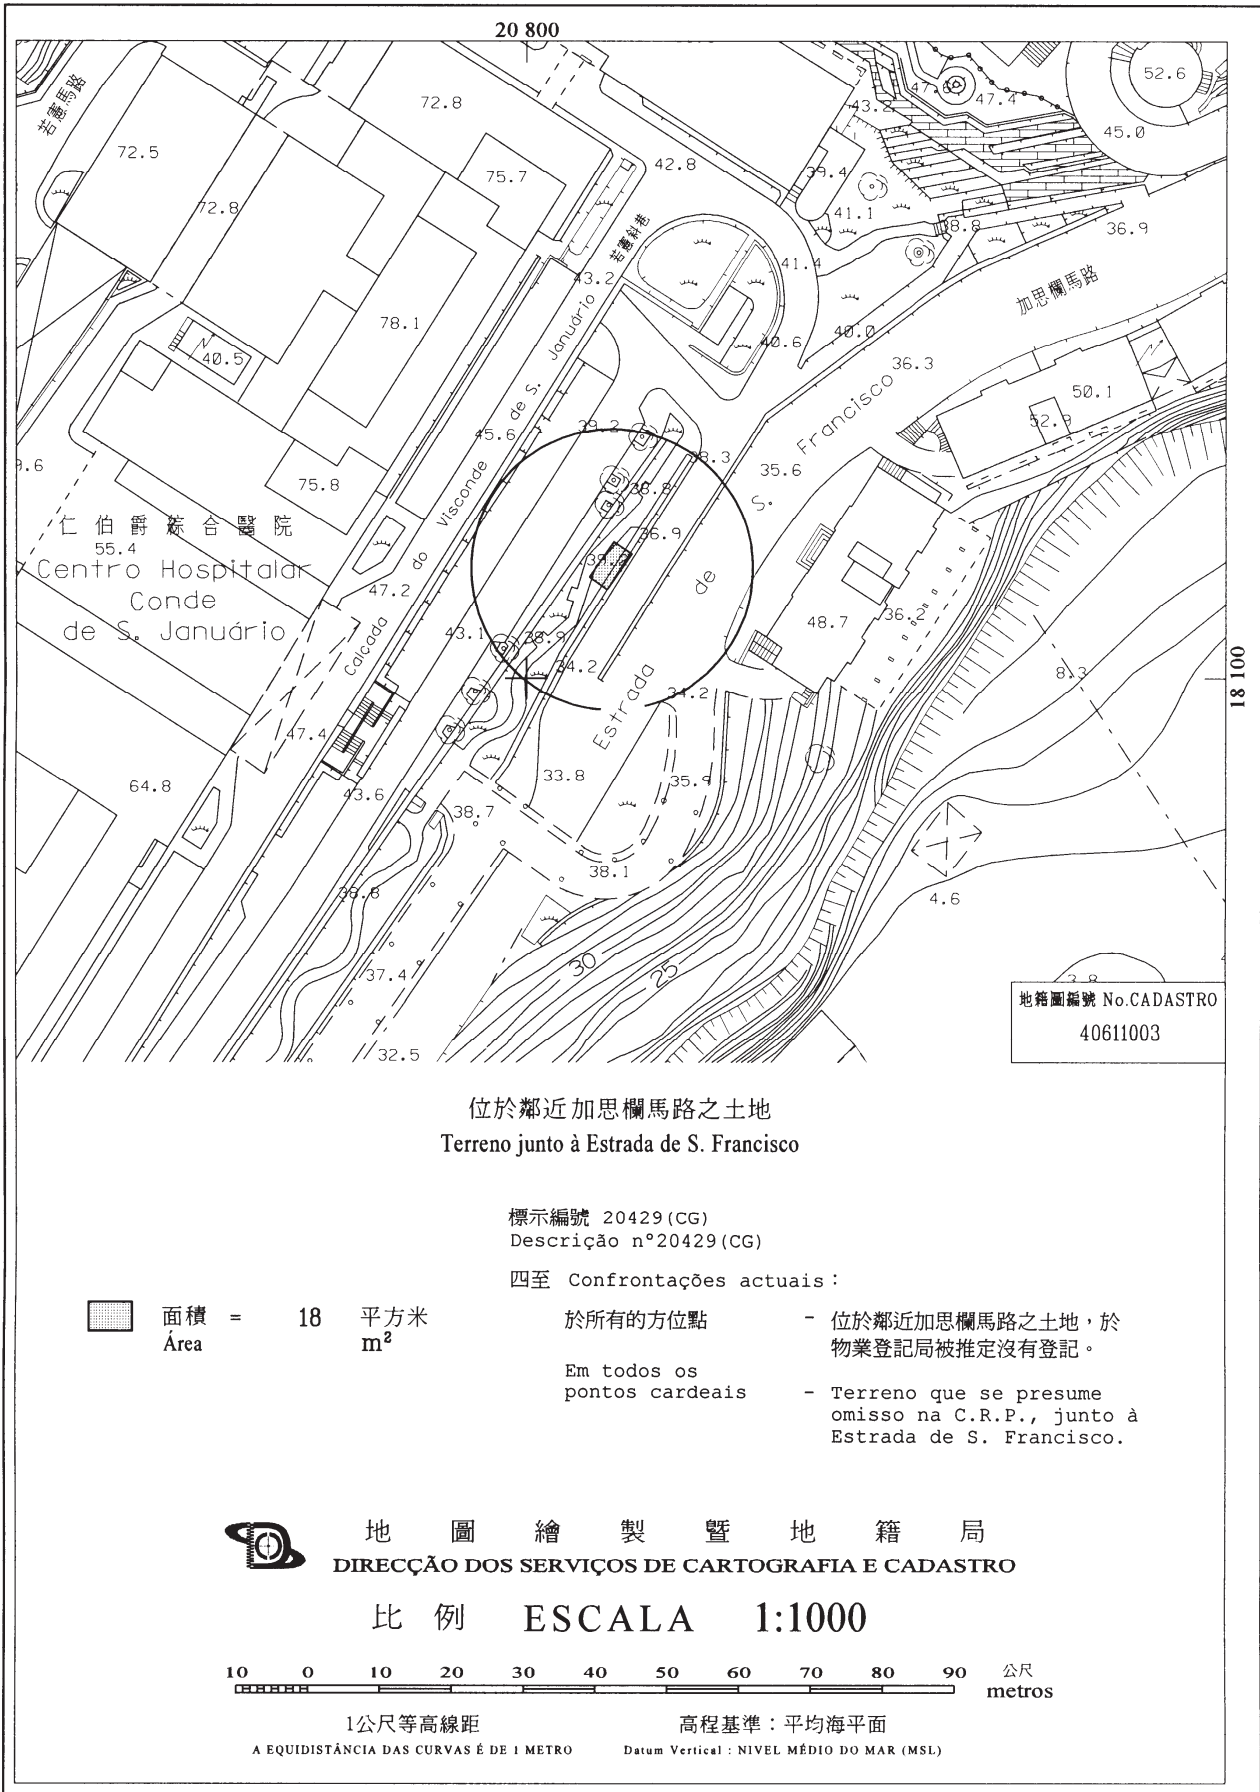 20 800
若憲馬路
72.5
72.8
72.8
75.7
42.8
43.2
47.4
52.6
45.0
39.4
41.1
38.8
36.9
若憲斜巷
43.2
41.4
加思欄馬路
78.1
40.5
40.6
40.0
36.3
50.1
52.9
Calçada do Visconde de S. Januário
45.6
39.2
38.3
35.6
Estrada de S. Francisco
9.6
75.8
38.8
36.9
仁伯爵綜合醫院
55.4
Centro Hospitalar
Conde
de S. Januário
47.2
39.2
43.1
38.9
34.2
48.7
36.2
18 100
8.3
34.2
47.4
33.8
35.9
64.8
43.6
38.7
38.1
38.8
4.6
37.4
30
25
3.8
32.5
地籍圖編號 No.CADASTRO
40611003
位於鄰近加思欄馬路之土地
Terreno junto à Estrada de S. Francisco
標示編號 20429(CG)
Descrição n°20429(CG)
四至 Confrontações actuais :
面積 = 18 平方米
Área m²
於所有的方位點 - 位於鄰近加思欄馬路之土地，於
物業登記局被推定沒有登記。
Em todos os
pontos cardeais - Terreno que se presume
omisso na C.R.P., junto à
Estrada de S. Francisco.
地圖繪製暨地籍局
DIRECÇÃO DOS SERVIÇOS DE CARTOGRAFIA E CADASTRO
比例 ESCALA 1:1000
10 0 10 20 30 40 50 60 70 80 90 公尺
metros
1公尺等高線距 高程基準：平均海平面
A EQUIDISTÂNCIA DAS CURVAS É DE 1 METRO Datum Vertical : NIVEL MÉDIO DO MAR (MSL)